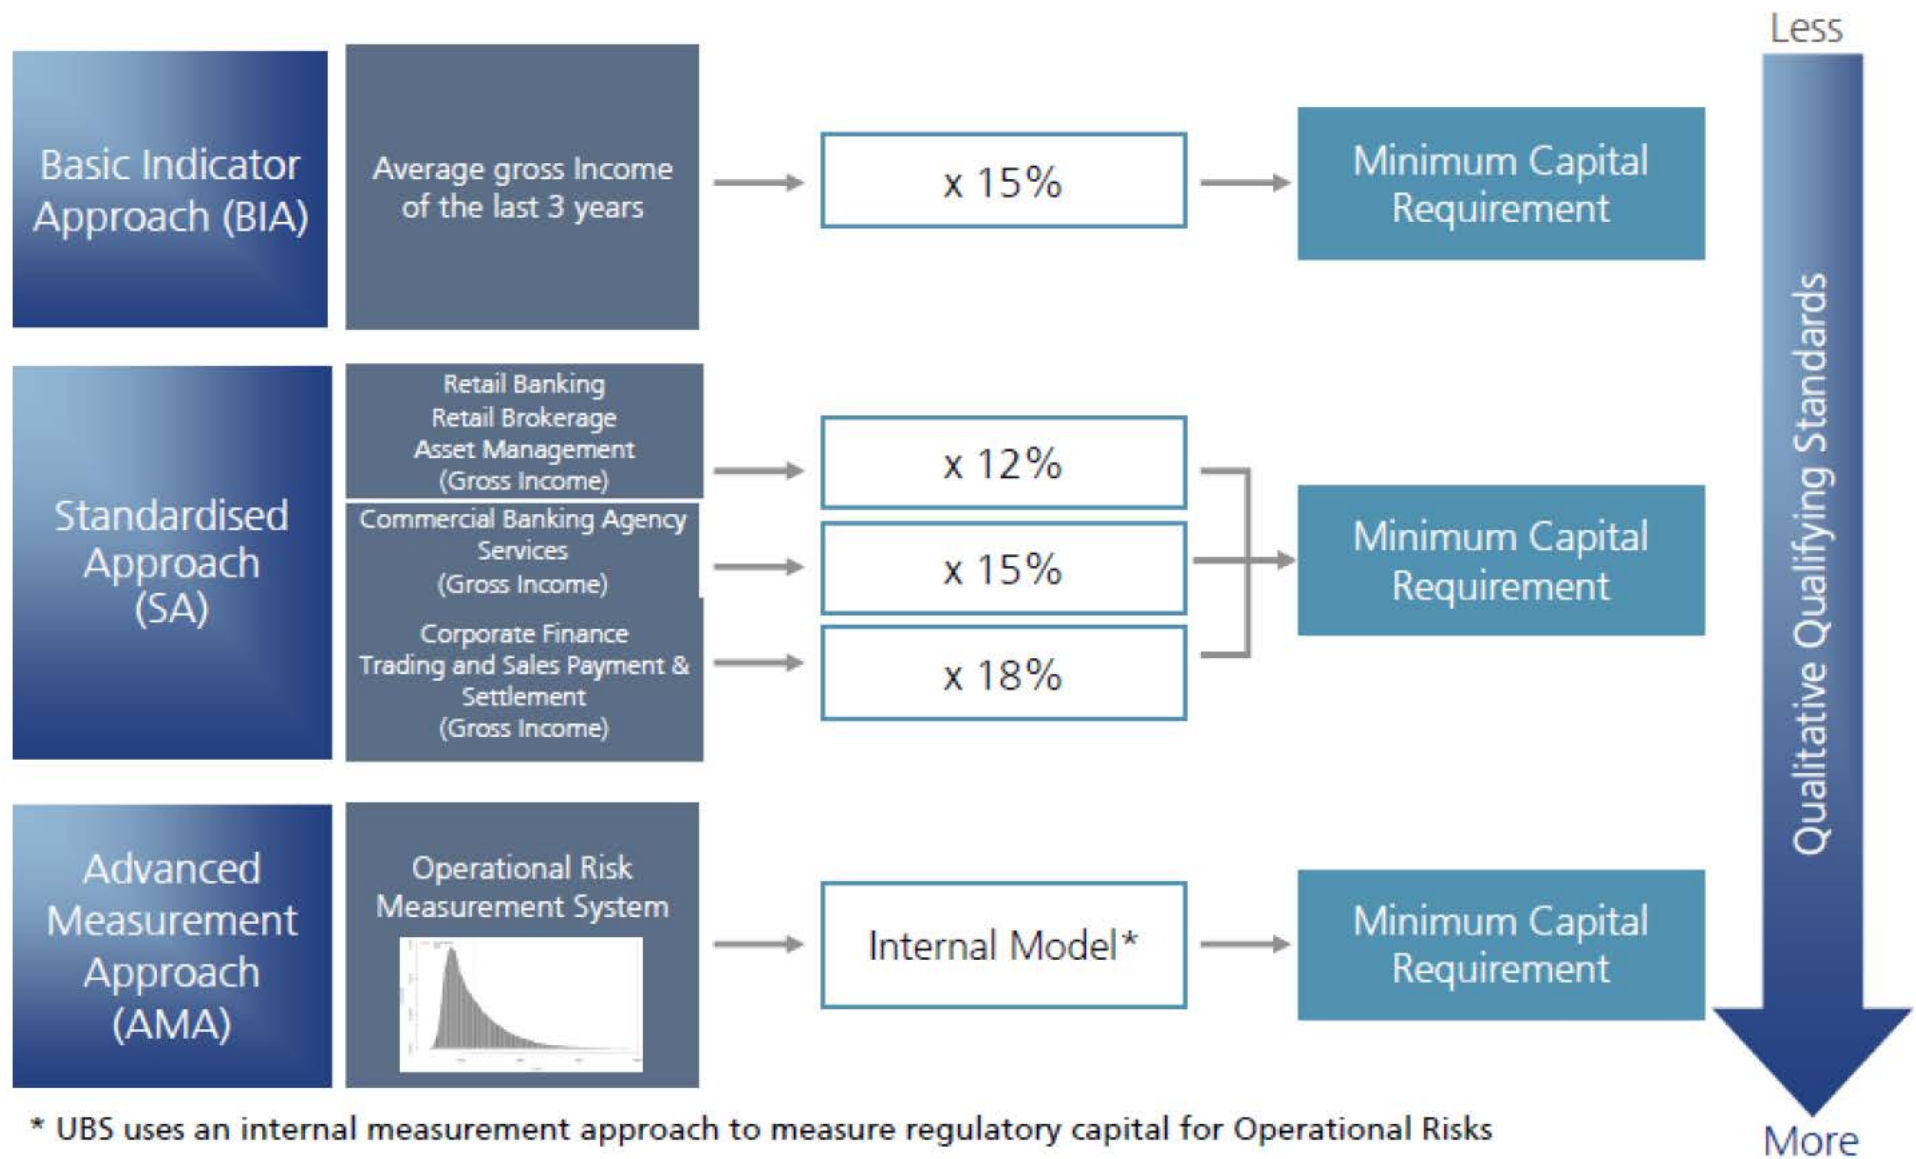 Less
Basic Indicator
Approach (BIA)
Average gross Income
of the last 3 years
x 15%
Minimum Capital
Requirement
Standardised
Approach
(SA)
Retail Banking
Retail Brokerage
Asset Management
(Gross Income)
x 12%
Commercial Banking Agency
Services
(Gross Income)
x 15%
Corporate Finance
Trading and Sales Payment &
Settlement
(Gross Income)
x 18%
Minimum Capital
Requirement
Advanced
Measurement
Approach
(AMA)
Operational Risk
Measurement System
Internal Model*
Minimum Capital
Requirement
Qualitative Qualifying Standards
More
* UBS uses an internal measurement approach to measure regulatory capital for Operational Risks